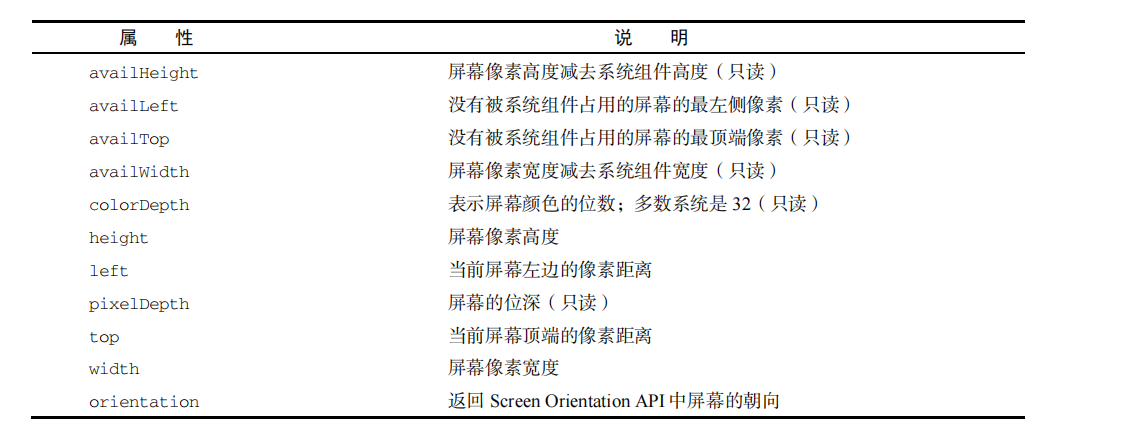 属 性 说 明
availHeight 屏幕像素高度减去系统组件高度（只读）
availLeft 没有被系统组件占用的屏幕的最左侧像素（只读）
availTop 没有被系统组件占用的屏幕的最顶端像素（只读）
availWidth 屏幕像素宽度减去系统组件宽度（只读）
colorDepth 表示屏幕颜色的位数；多数系统是 32（只读）
height 屏幕像素高度
left 当前屏幕左边的像素距离
pixelDepth 屏幕的位深（只读）
top 当前屏幕顶端的像素距离
width 屏幕像素宽度
orientation 返回 Screen Orientation API 中屏幕的朝向